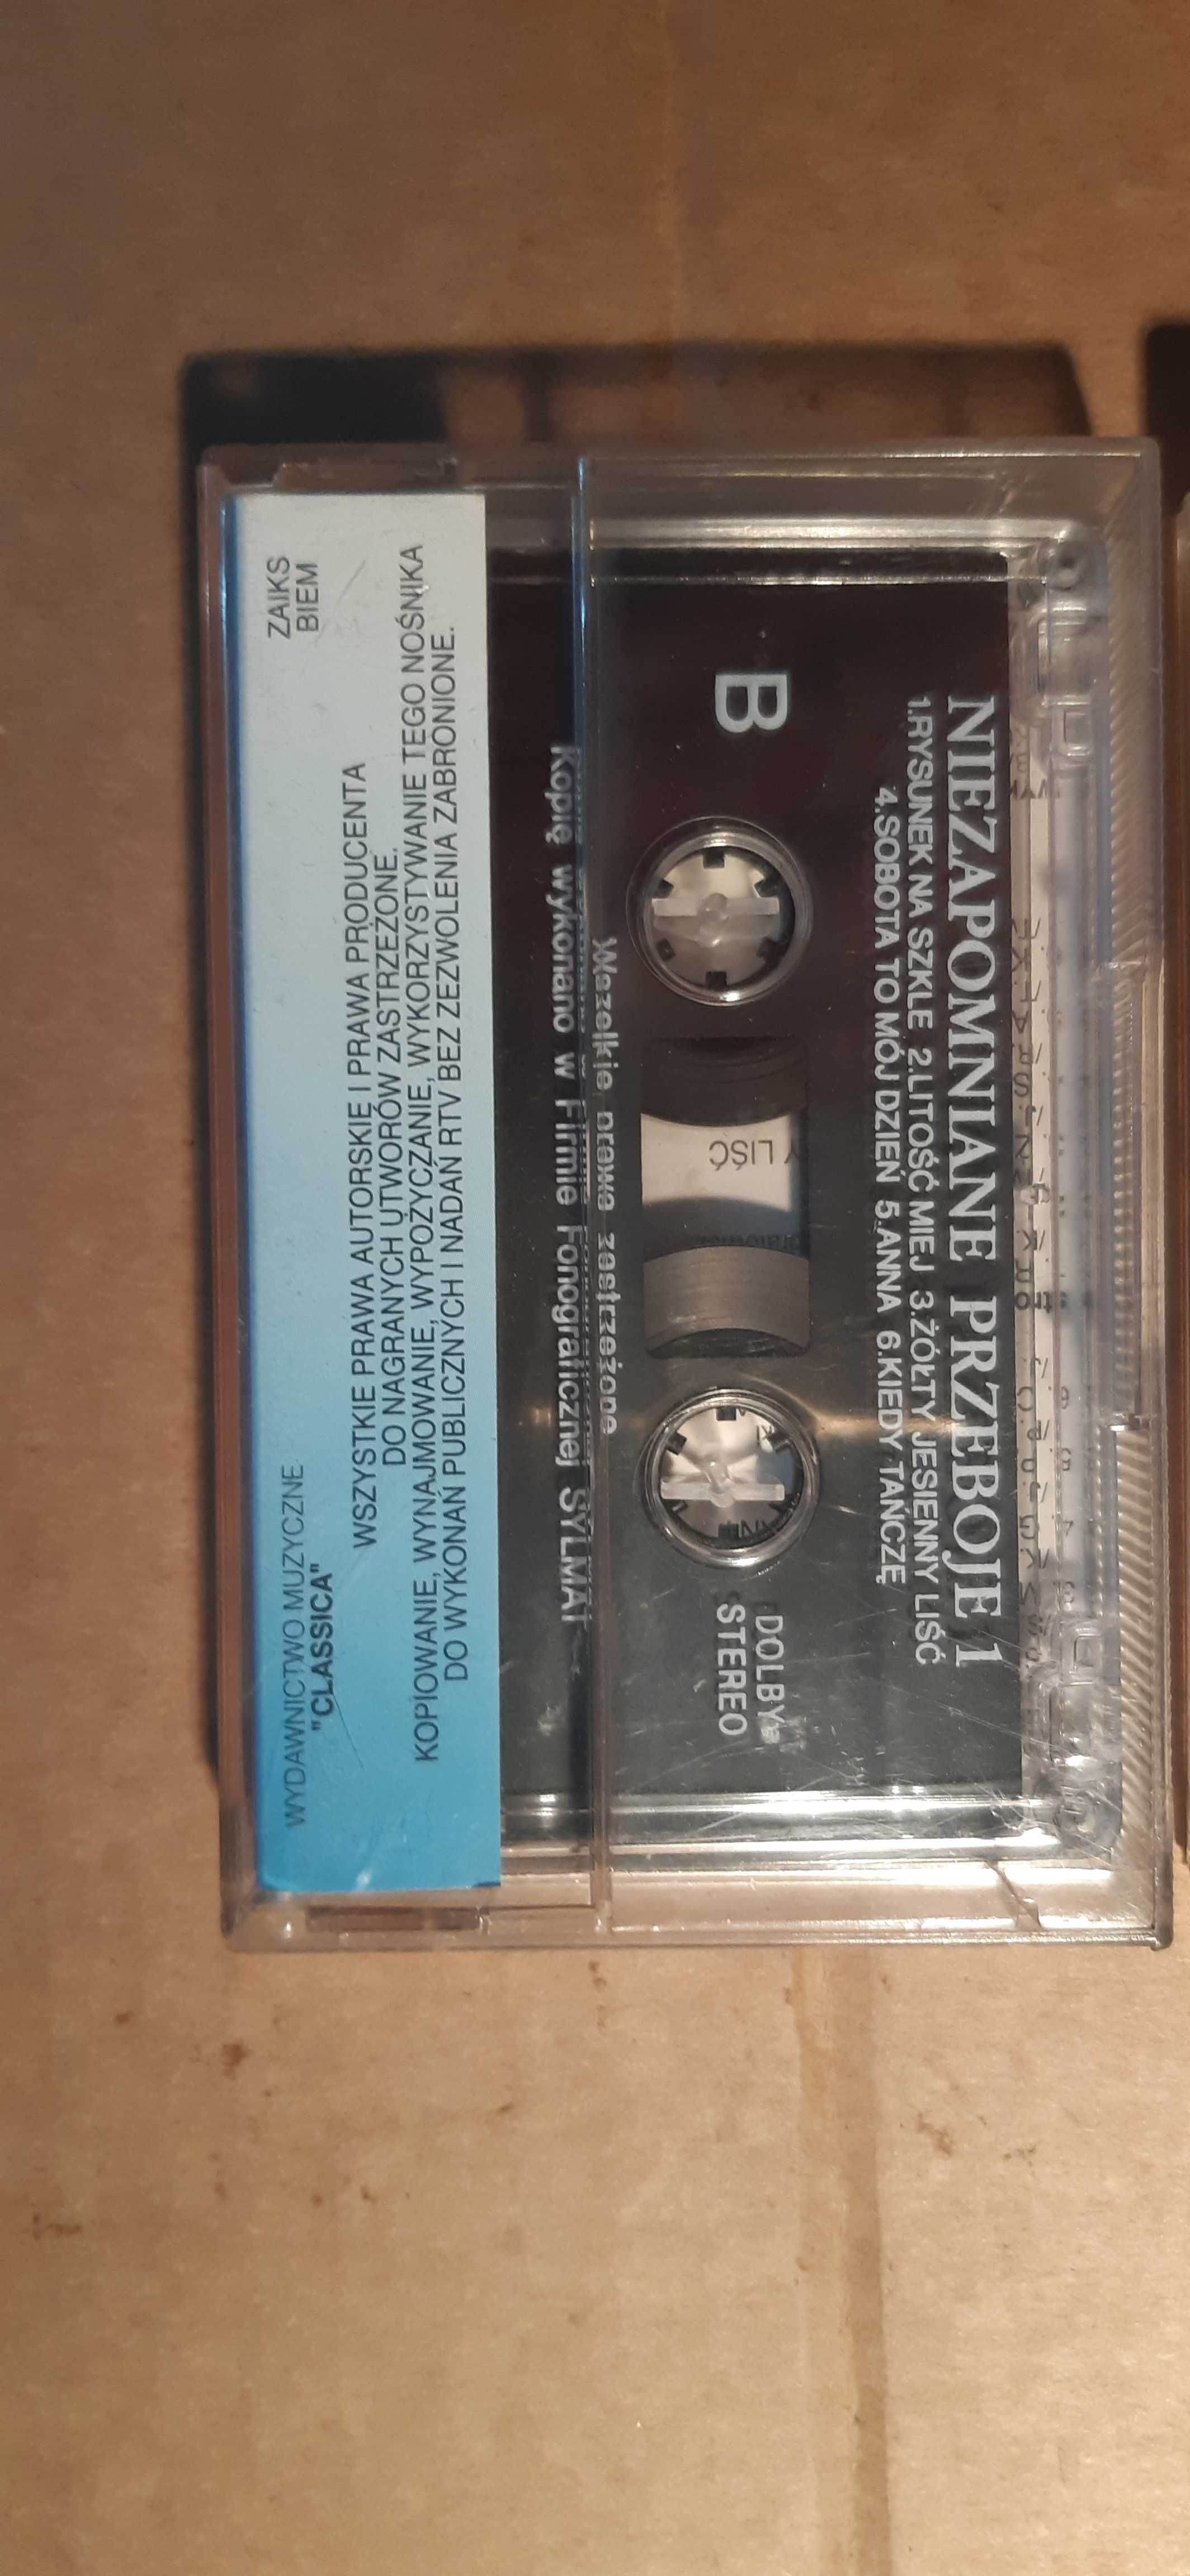 NIEZAPOMNIANE PRZEBOJE 1
1.RYSUNEK NA SZKLE 2.LITOŚĆ MIEJ 3.ŻÓŁTY JESIENNY LIŚĆ
4.SOBOTA TO MÓJ DZIEŃ 5.ANNA 6.KIEDY TAŃCZĘ
B
Y LIŚĆ
DOLBY
STEREO
Wszelkie prawa zastrzeżone
Kopię wykonano w Firmie Fonograficznej SYLMAT
ZAIKS
BIEM
WYDAWNICTWO MUZYCZNE
"CLASSICA"
WSZYSTKIE PRAWA AUTORSKIE I PRAWA PRODUCENTA
DO NAGRANYCH UTWORÓW ZASTRZEŻONE.
KOPIOWANIE, WYNAJMOWANIE, WYPOŻYCZANIE, WYKORZYSTYWANIE TEGO NOŚNIKA
DO WYKONAŃ PUBLICZNYCH I NADAŃ RTV BEZ ZEZWOLENIA ZABRONIONE.